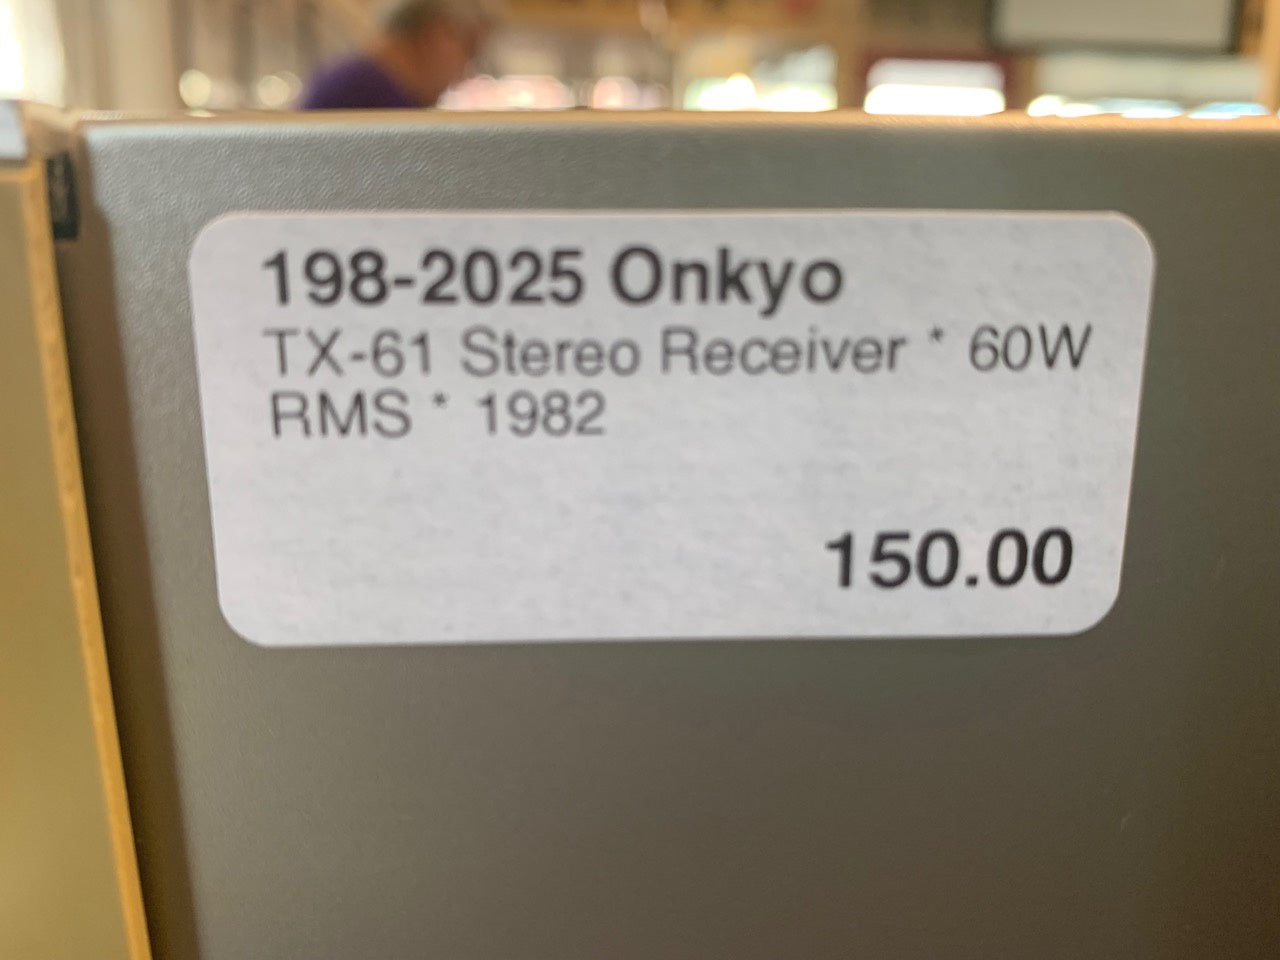 198-2025 Onkyo
TX-61 Stereo Receiver * 60W
RMS * 1982
150.00